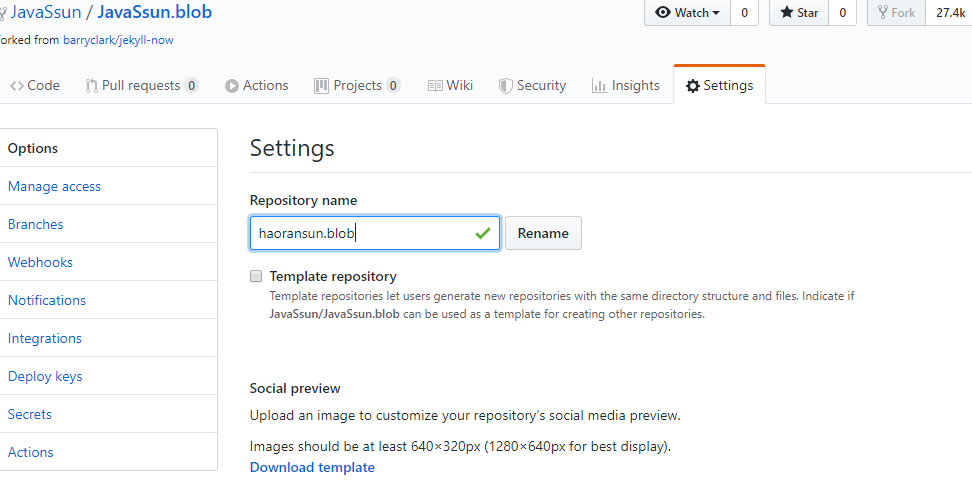 JavaSsun / JavaSsun.blob
Watch 0 Star 0 Fork 27.4k
forked from barryclark/jekyll-now
Code Pull requests 0 Actions Projects 0 Wiki Security Insights Settings
Options
Manage access
Branches
Webhooks
Notifications
Integrations
Deploy keys
Secrets
Actions
Settings
Repository name
haoransun.blob
Rename
Template repository
Template repositories let users generate new repositories with the same directory structure and files. Indicate if
JavaSsun/JavaSsun.blob can be used as a template for creating other repositories.
Social preview
Upload an image to customize your repository's social media preview.
Images should be at least 640×320px (1280×640px for best display).
Download template